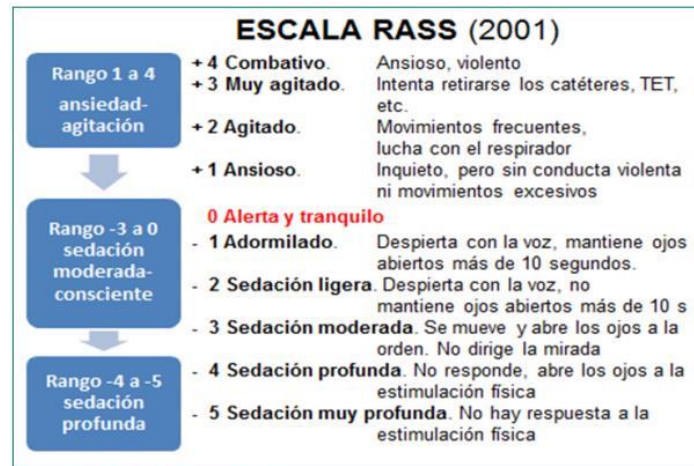 ESCALA RASS (2001)
Rango 1 a 4
ansiedad-
agitación
+ 4 Combativo. Ansioso, violento
+ 3 Muy agitado. Intenta retirarse los catéteres, TET,
etc.
+ 2 Agitado. Movimientos frecuentes,
lucha con el respirador
+ 1 Ansioso. Inquieto, pero sin conducta violenta
ni movimientos excesivos
Rango -3 a 0
sedación
moderada-
consciente
0 Alerta y tranquilo
- 1 Adormilado. Despierta con la voz, mantiene ojos
abiertos más de 10 segundos.
- 2 Sedación ligera. Despierta con la voz, no
mantiene ojos abiertos más de 10 s
- 3 Sedación moderada. Se mueve y abre los ojos a la
orden. No dirige la mirada
Rango -4 a -5
sedación
profunda
- 4 Sedación profunda. No responde, abre los ojos a la
estimulación física
- 5 Sedación muy profunda. No hay respuesta a la
estimulación física